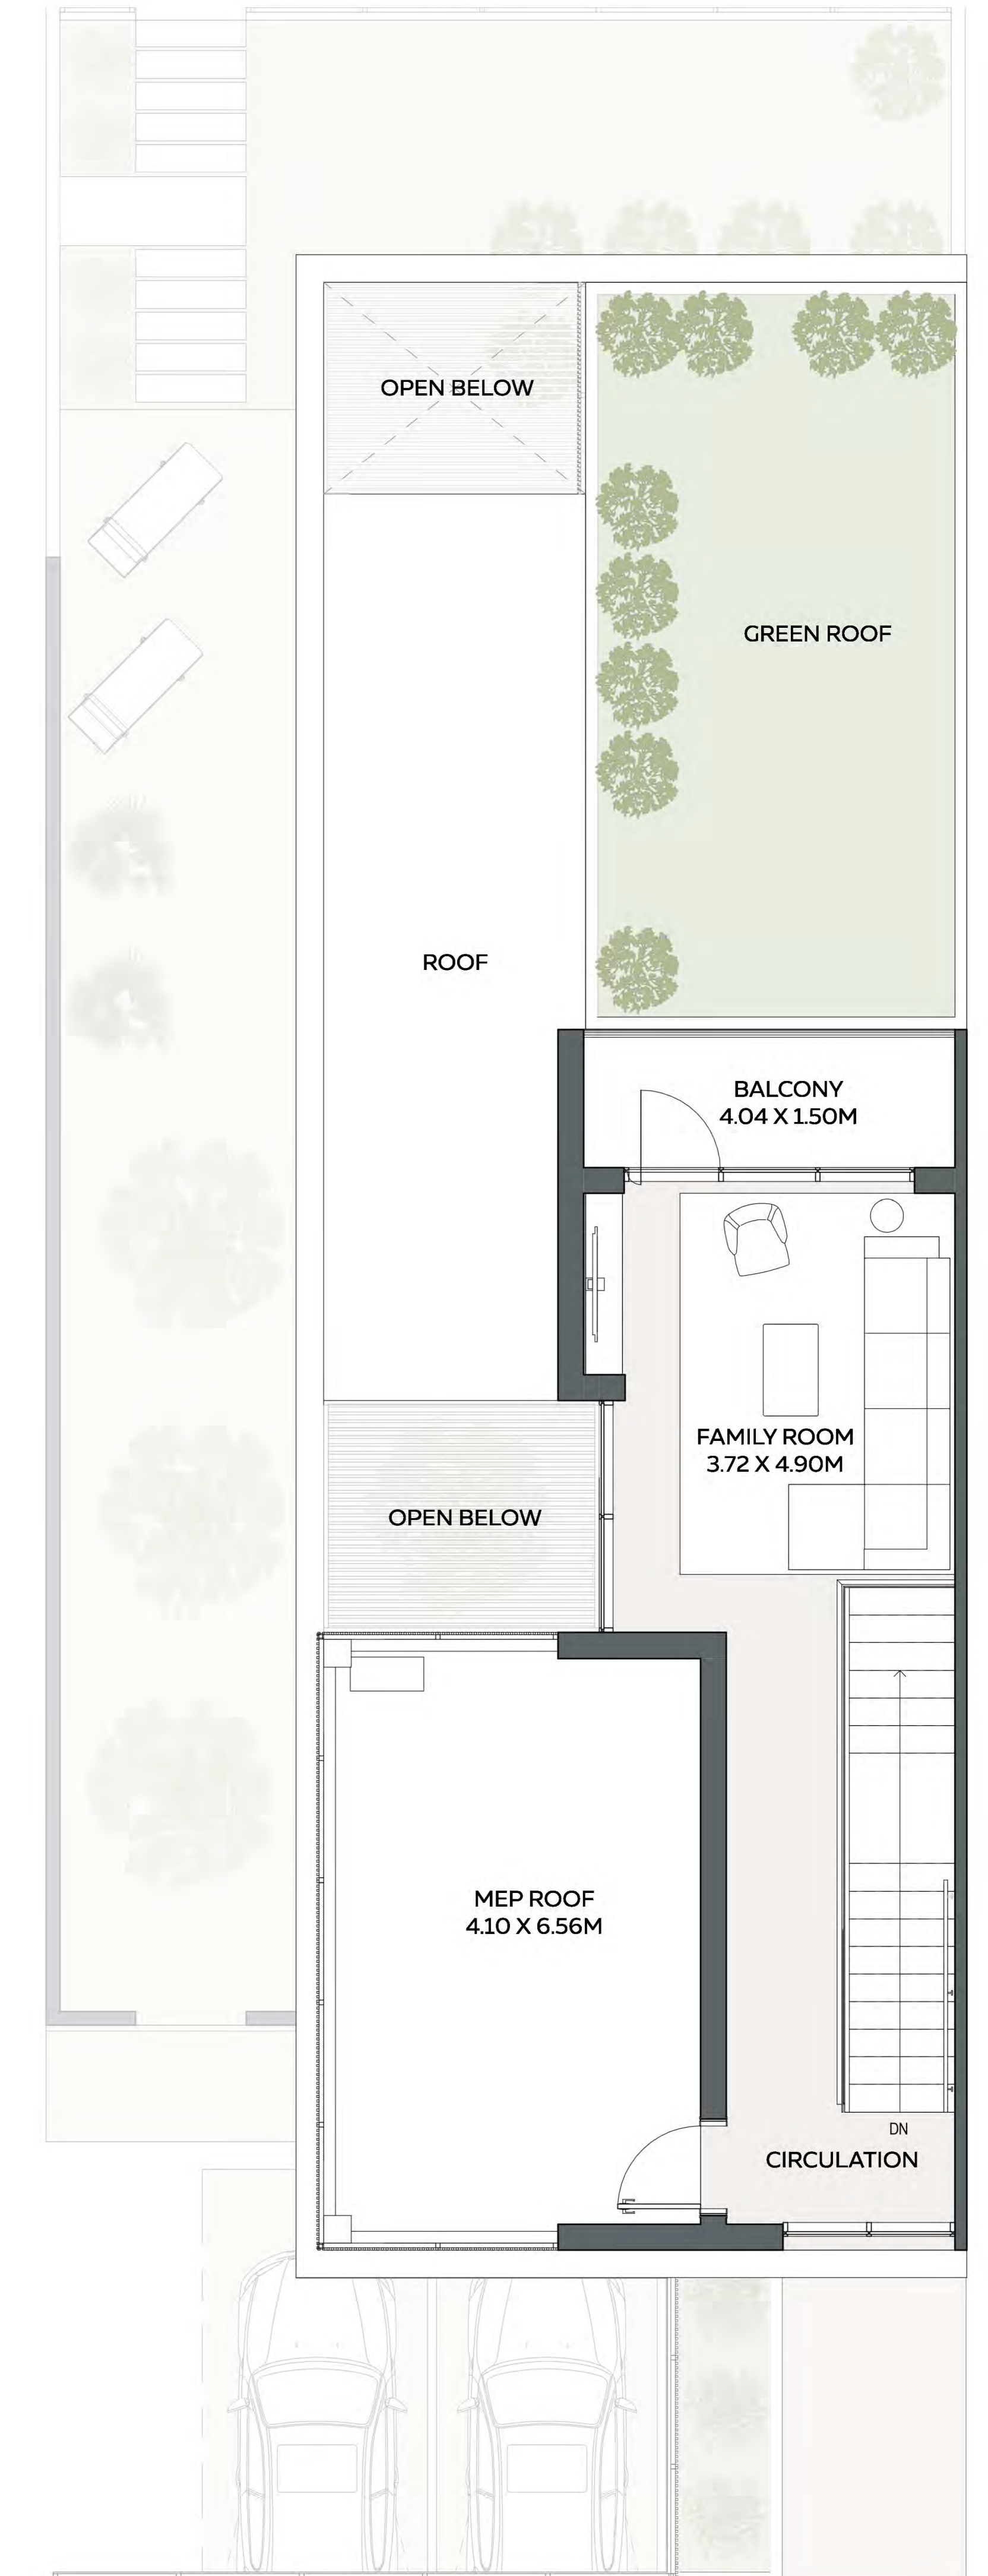 OPEN BELOW
GREEN ROOF
ROOF
BALCONY
4.04 X 1.50M
FAMILY ROOM
3.72 X 4.90M
OPEN BELOW
MEP ROOF
4.10 X 6.56M
DN
CIRCULATION